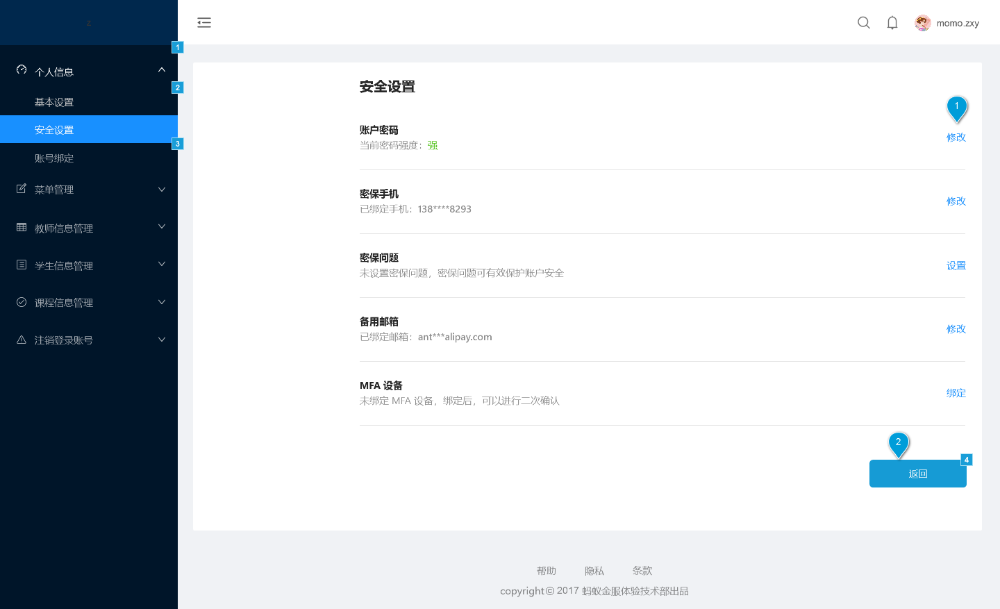 z
momo.zxy
1
个人信息
2
基本设置
安全设置
3
账号绑定
菜单管理
教师信息管理
学生信息管理
课程信息管理
注销登录账号
安全设置
1
账户密码
当前密码强度：强
修改
密保手机
已绑定手机：138****8293
修改
密保问题
未设置密保问题，密保问题可有效保护账户安全
设置
备用邮箱
已绑定邮箱：ant***alipay.com
修改
MFA 设备
未绑定 MFA 设备，绑定后，可以进行二次确认
绑定
2
4
返回
帮助 隐私 条款
copyright© 2017 蚂蚁金服体验技术部出品